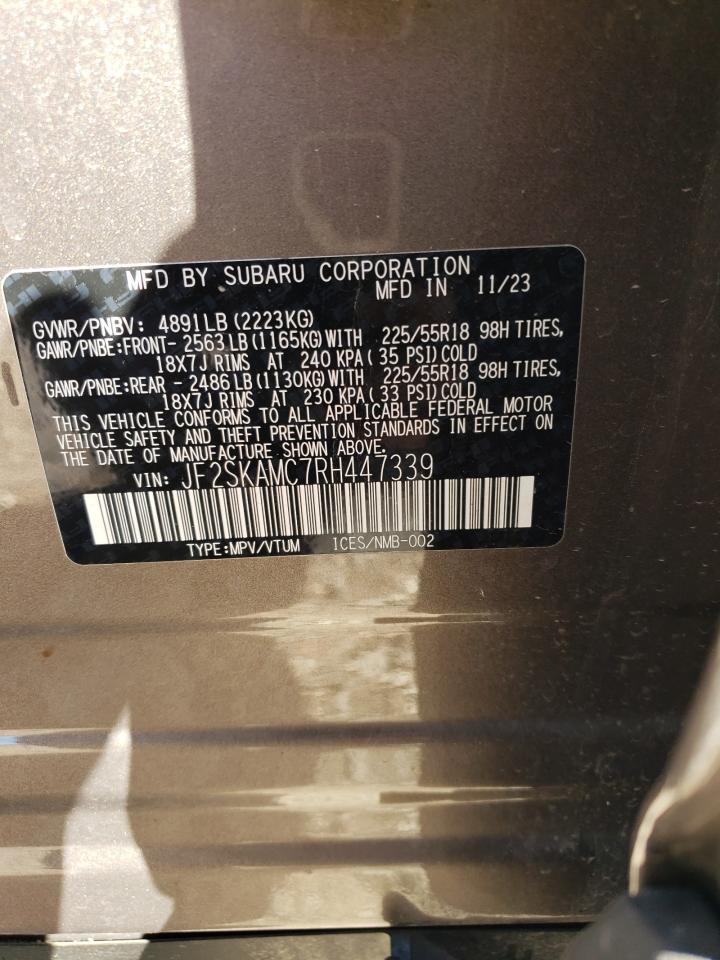 MFD BY SUBARU CORPORATION
MFD IN 11/23
GVWR/PNBV: 4891LB (2223KG)
GAWR/PNBE:FRONT- 2563 LB (1165KG) WITH 225/55R18 98H TIRES,
18X7J RIMS AT 240 KPA ( 35 PSI) COLD
GAWR/PNBE:REAR - 2486 LB (1130KG) WITH 225/55R18 98H TIRES,
18X7J RIMS AT 230 KPA ( 33 PSI) COLD
THIS VEHICLE CONFORMS TO ALL APPLICABLE FEDERAL MOTOR
VEHICLE SAFETY AND THEFT PREVENTION STANDARDS IN EFFECT ON
THE DATE OF MANUFACTURE SHOWN ABOVE.
VIN: JF2SKAMC7RH447339
TYPE:MPV/VTUM ICES/NMB-002